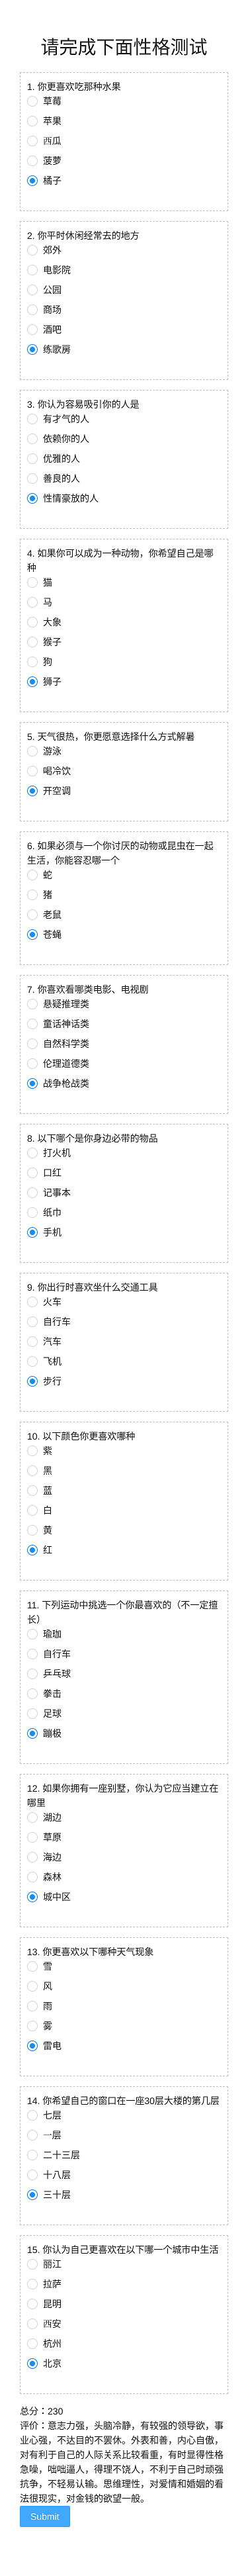 请完成下面性格测试
1. 你更喜欢吃那种水果
草莓
苹果
西瓜
菠萝
橘子
2. 你平时休闲经常去的地方
郊外
电影院
公园
商场
酒吧
练歌房
3. 你认为容易吸引你的人是
有才气的人
依赖你的人
优雅的人
善良的人
性情豪放的人
4. 如果你可以成为一种动物，你希望自己是哪
种
猫
马
大象
猴子
狗
狮子
5. 天气很热，你更愿意选择什么方式解暑
游泳
喝冷饮
开空调
6. 如果必须与一个你讨厌的动物或昆虫在一起
生活，你能容忍哪一个
蛇
猪
老鼠
苍蝇
7. 你喜欢看哪类电影、电视剧
悬疑推理类
童话神话类
自然科学类
伦理道德类
战争枪战类
8. 以下哪个是你身边必带的物品
打火机
口红
记事本
纸巾
手机
9. 你出行时喜欢坐什么交通工具
火车
自行车
汽车
飞机
步行
10. 以下颜色你更喜欢哪种
紫
黑
蓝
白
黄
红
11. 下列运动中挑选一个你最喜欢的（不一定擅
长）
瑜珈
自行车
乒乓球
拳击
足球
蹦极
12. 如果你拥有一座别墅，你认为它应当建立在
哪里
湖边
草原
海边
森林
城中区
13. 你更喜欢以下哪种天气现象
雪
风
雨
雾
雷电
14. 你希望自己的窗口在一座30层大楼的第几层
七层
一层
二十三层
十八层
三十层
15. 你认为自己更喜欢在以下哪一个城市中生活
丽江
拉萨
昆明
西安
杭州
北京
总分：230
评价：意志力强，头脑冷静，有较强的领导欲，事
业心强，不达目的不罢休。外表和善，内心自傲，
对有利于自己的人际关系比较看重，有时显得性格
急噪，咄咄逼人，得理不饶人，不利于自己时顽强
抗争，不轻易认输。思维理性，对爱情和婚姻的看
法很现实，对金钱的欲望一般。
Submit